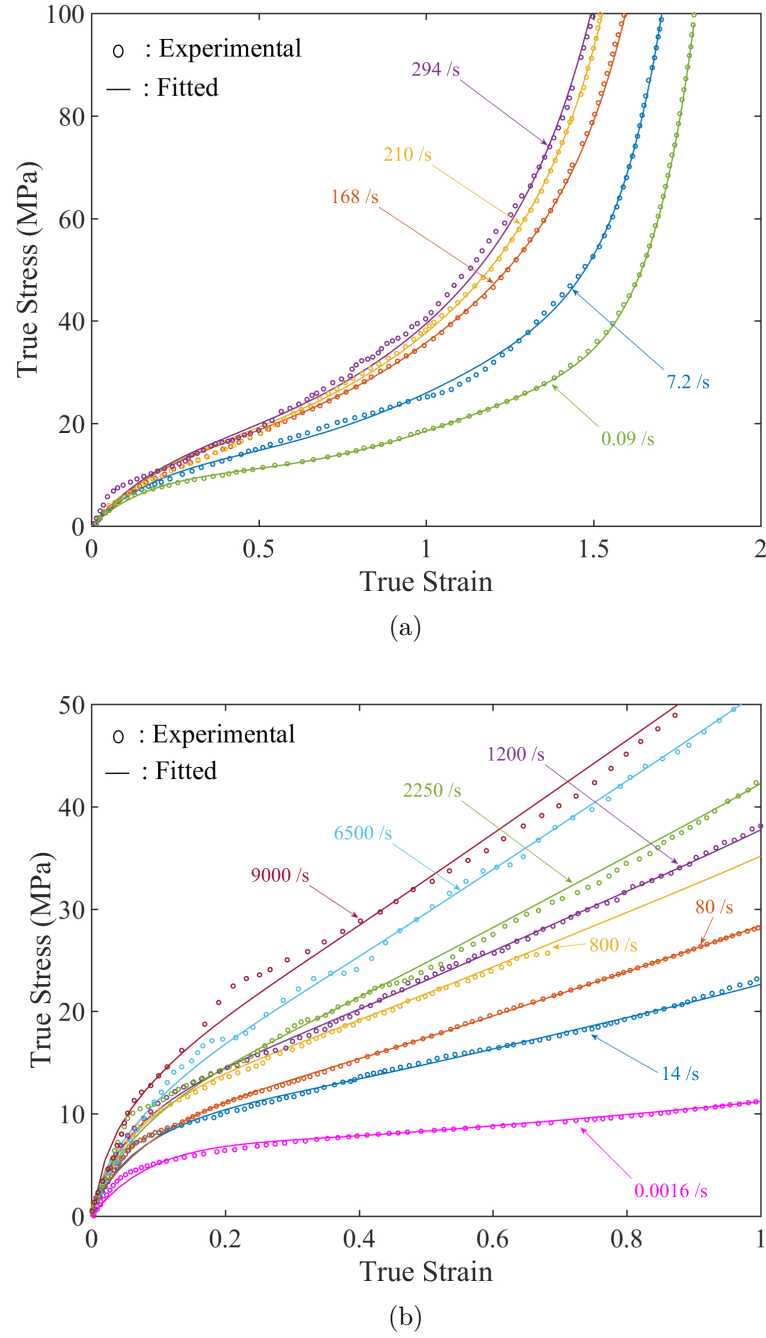 100
○ : Experimental
— : Fitted
294 /s
80
210 /s
168 /s
60
True Stress (MPa)
40
7.2 /s
20
0.09 /s
0
0 0.5 1 1.5 2
True Strain
(a)
50
○ : Experimental
— : Fitted
1200 /s
2250 /s
40
6500 /s
9000 /s
30
80 /s
800 /s
True Stress (MPa)
20
14 /s
10
0.0016 /s
0
0 0.2 0.4 0.6 0.8 1
True Strain
(b)